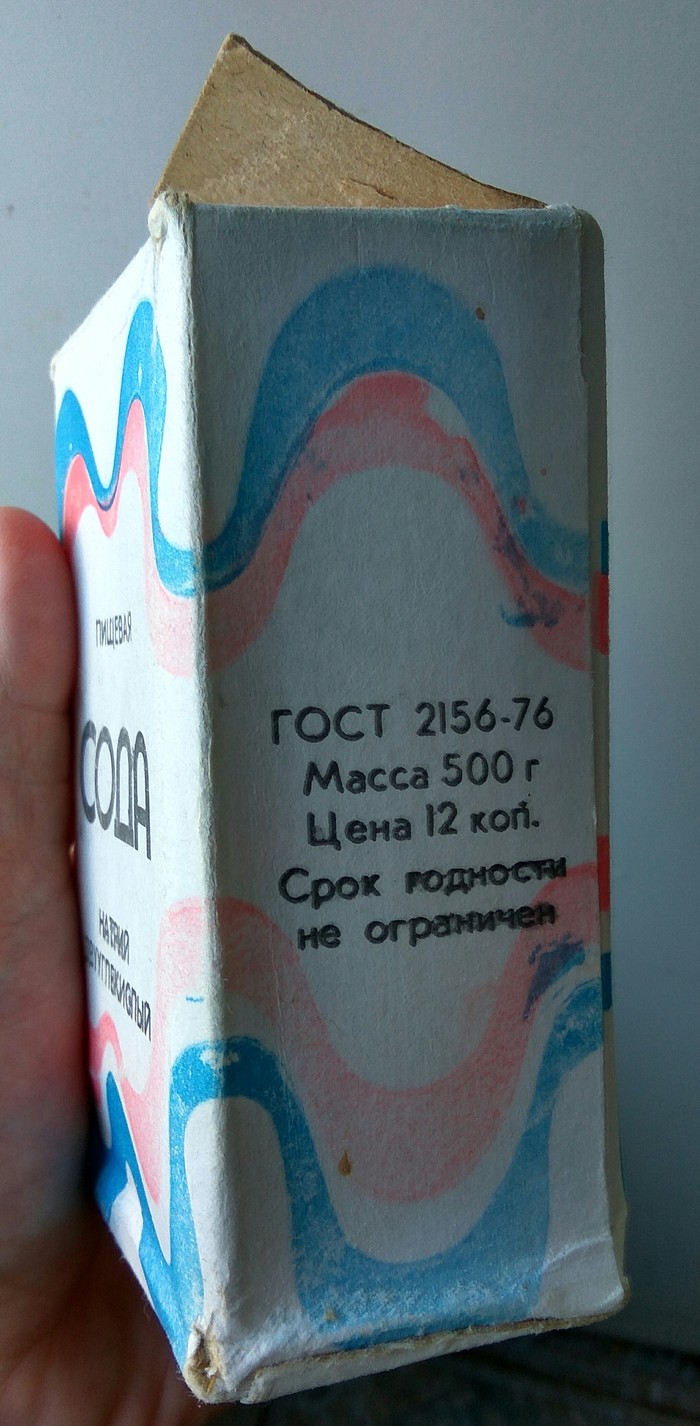 ПИЩЕВАЯ
СОДА
НАТРИЙ
ДВУУГЛЕКИСЛЫЙ
ГОСТ 2156-76
Масса 500 г
Цена 12 коп.
Срок годности
не ограничен